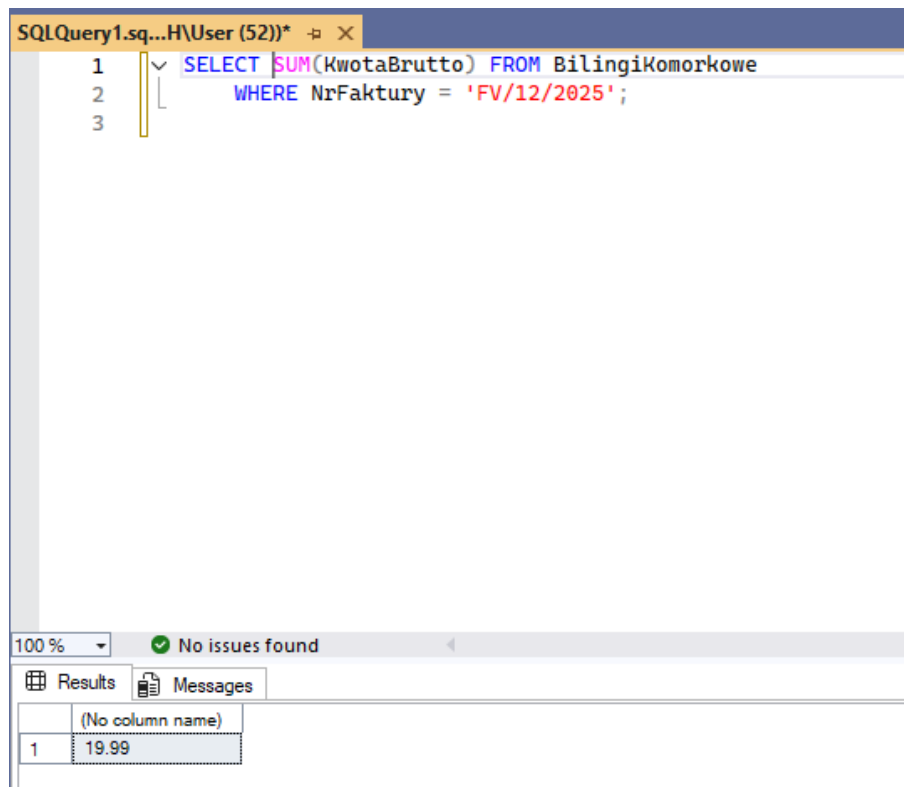 SQLQuery1.sq...H\User (52))*
1 SELECT SUM(KwotaBrutto) FROM BilingiKomorkowe
2 WHERE NrFaktury = 'FV/12/2025';
3
100 % No issues found
Results Messages
(No column name)
1 19.99